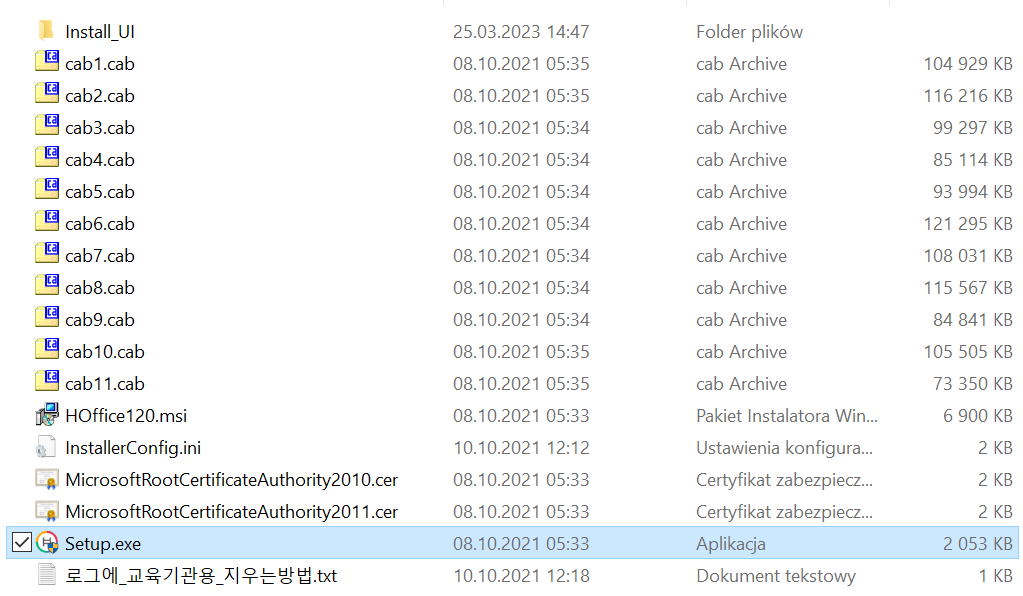 Install_UI 25.03.2023 14:47 Folder plików
cab1.cab 08.10.2021 05:35 cab Archive 104 929 KB
cab2.cab 08.10.2021 05:35 cab Archive 116 216 KB
cab3.cab 08.10.2021 05:34 cab Archive 99 297 KB
cab4.cab 08.10.2021 05:34 cab Archive 85 114 KB
cab5.cab 08.10.2021 05:34 cab Archive 93 994 KB
cab6.cab 08.10.2021 05:34 cab Archive 121 295 KB
cab7.cab 08.10.2021 05:34 cab Archive 108 031 KB
cab8.cab 08.10.2021 05:34 cab Archive 115 567 KB
cab9.cab 08.10.2021 05:34 cab Archive 84 841 KB
cab10.cab 08.10.2021 05:35 cab Archive 105 505 KB
cab11.cab 08.10.2021 05:35 cab Archive 73 350 KB
HOffice120.msi 08.10.2021 05:33 Pakiet Instalatora Win... 6 900 KB
InstallerConfig.ini 10.10.2021 12:12 Ustawienia konfigura... 2 KB
MicrosoftRootCertificateAuthority2010.cer 08.10.2021 05:33 Certyfikat zabezpiecz... 2 KB
MicrosoftRootCertificateAuthority2011.cer 08.10.2021 05:33 Certyfikat zabezpiecz... 2 KB
Setup.exe 08.10.2021 05:33 Aplikacja 2 053 KB
로그에_교육기관용_지우는방법.txt 10.10.2021 12:18 Dokument tekstowy 1 KB